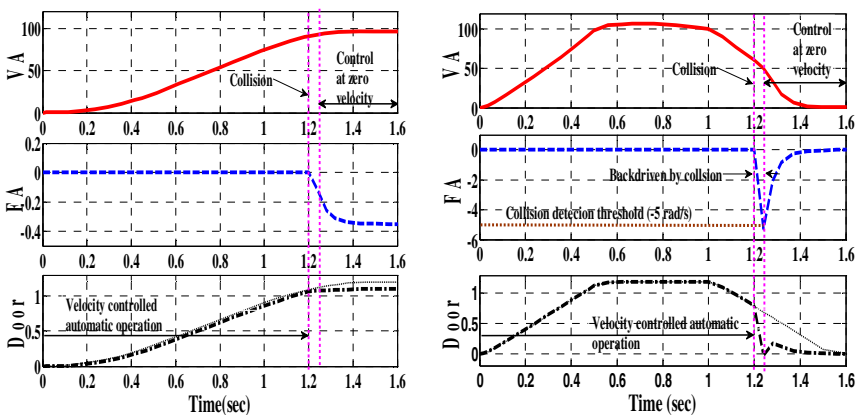 100
50
0
V A
Collision
Control
at zero
velocity
0 0.2 0.4 0.6 0.8 1 1.2 1.4 1.6
0.2
0
-0.2
-0.4
F A
0 0.2 0.4 0.6 0.8 1 1.2 1.4 1.6
1
0.5
0
D o o r
Velocity controlled
automatic operation
0 0.2 0.4 0.6 0.8 1 1.2 1.4 1.6
Time(sec)
100
50
0
V A
Collision
Control
at zero
velocity
0 0.2 0.4 0.6 0.8 1 1.2 1.4 1.6
0
-2
-4
-6
F A
Backdriven by collsion
Collision detecion threshold (-5 rad/s)
0 0.2 0.4 0.6 0.8 1 1.2 1.4 1.6
1
0.5
0
D o o r
Velocity controlled automatic
operation
0 0.2 0.4 0.6 0.8 1 1.2 1.4 1.6
Time (sec)